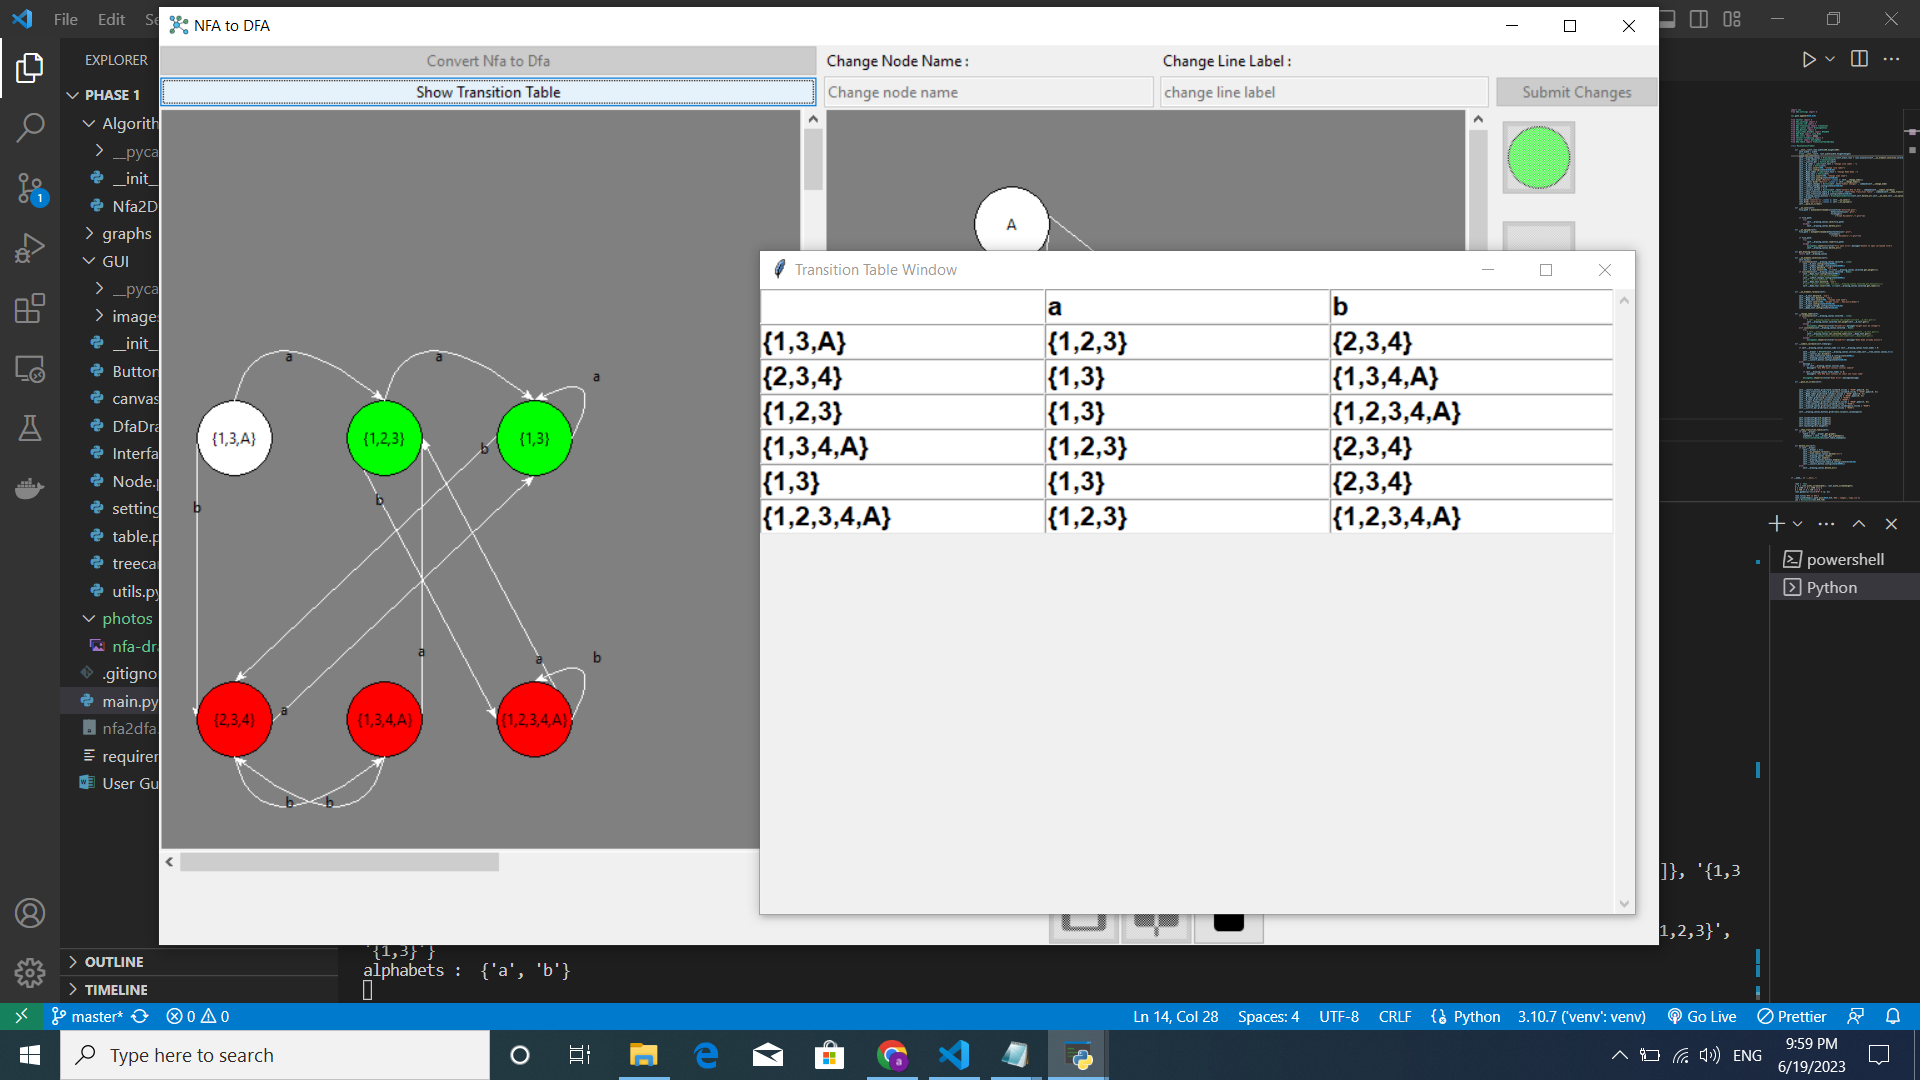 File Edit Se
NFA to DFA
EXPLORER
Convert Nfa to Dfa
Change Node Name :
Change Line Label :
Show Transition Table
Change node name
change line label
Submit Changes
PHASE 1
Algorith
__pyca
__init_
Nfa2D
graphs
GUI
__pyca
images
__init_
Button
canvas
DfaDra
Interfa
Node.p
setting
table.p
treecar
utils.py
photos
nfa-dra
.gitigno
main.py
nfa2dfa.
requirer
User Gu
OUTLINE
TIMELINE
1
A
a
a
a
{1,3,A}
{1,2,3}
{1,3}
b
b
b
a
a
b
{2,3,4}
a
{1,3,4,A}
{1,2,3,4,A}
b
b
Transition Table Window
a b
{1,3,A} {1,2,3} {2,3,4}
{2,3,4} {1,3} {1,3,4,A}
{1,2,3} {1,3} {1,2,3,4,A}
{1,3,4,A} {1,2,3} {2,3,4}
{1,3} {1,3} {2,3,4}
{1,2,3,4,A} {1,2,3} {1,2,3,4,A}
powershell
Python
]}, '{1,3
1,2,3}',
'{1,3}'}
alphabets : {'a', 'b'}
master* 0 0
Ln 14, Col 28 Spaces: 4 UTF-8 CRLF Python 3.10.7 ('venv': venv) Go Live Prettier
Type here to search
ENG
9:59 PM
6/19/2023